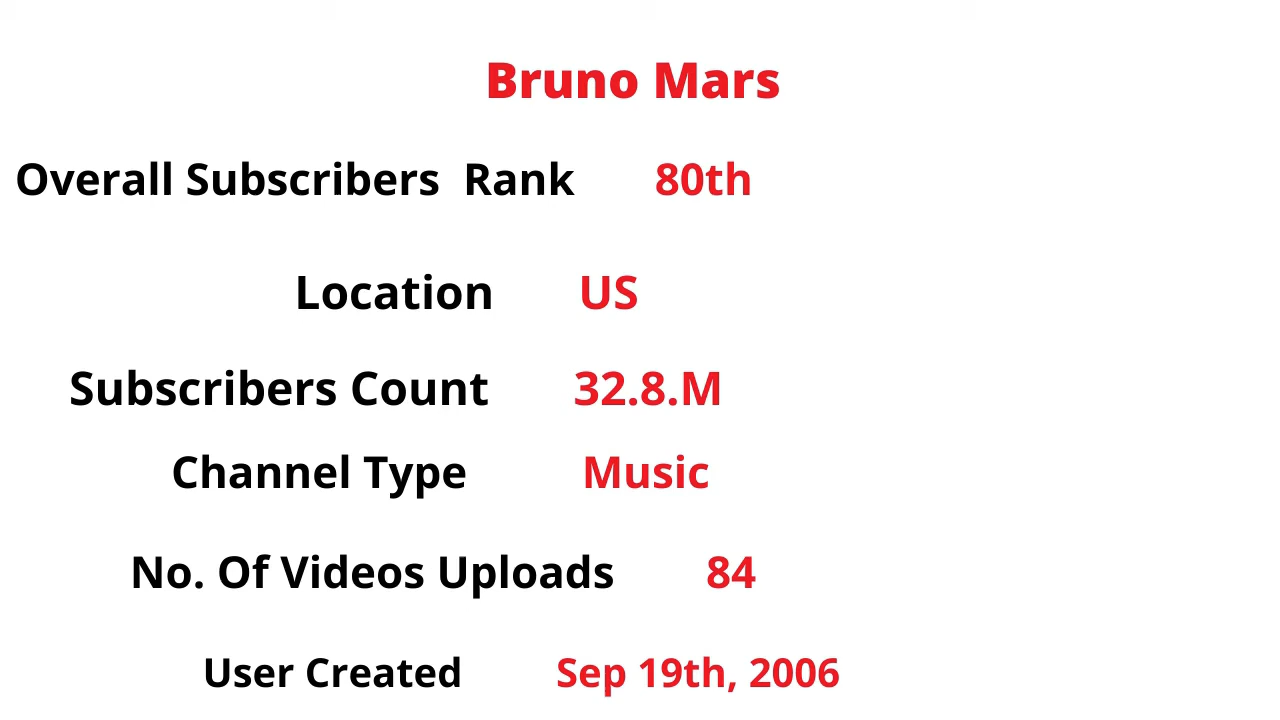 Bruno Mars
Overall Subscribers Rank 80th
Location US
Subscribers Count 32.8.M
Channel Type Music
No. Of Videos Uploads 84
User Created Sep 19th, 2006